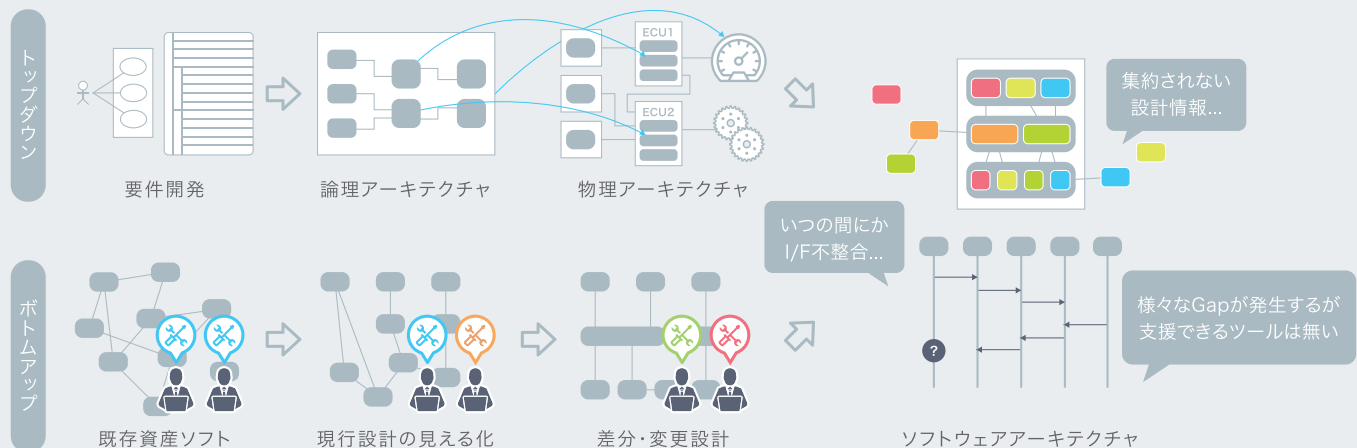 トップダウン
ECU1
ECU2
要件開発
論理アーキテクチャ
物理アーキテクチャ
集約されない
設計情報...
いつの間にか
I/F不整合...
ボトムアップ
?
様々なGapが発生するが
支援できるツールは無い
既存資産ソフト
現行設計の見える化
差分・変更設計
ソフトウェアアーキテクチャ